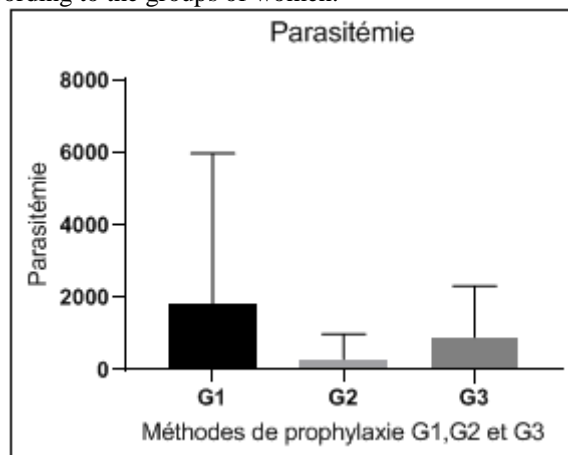 ording to the groups of women.
Parasitémie
8000
6000
4000
2000
0
Parasitémie
G1 G2 G3
Méthodes de prophylaxie G1,G2 et G3